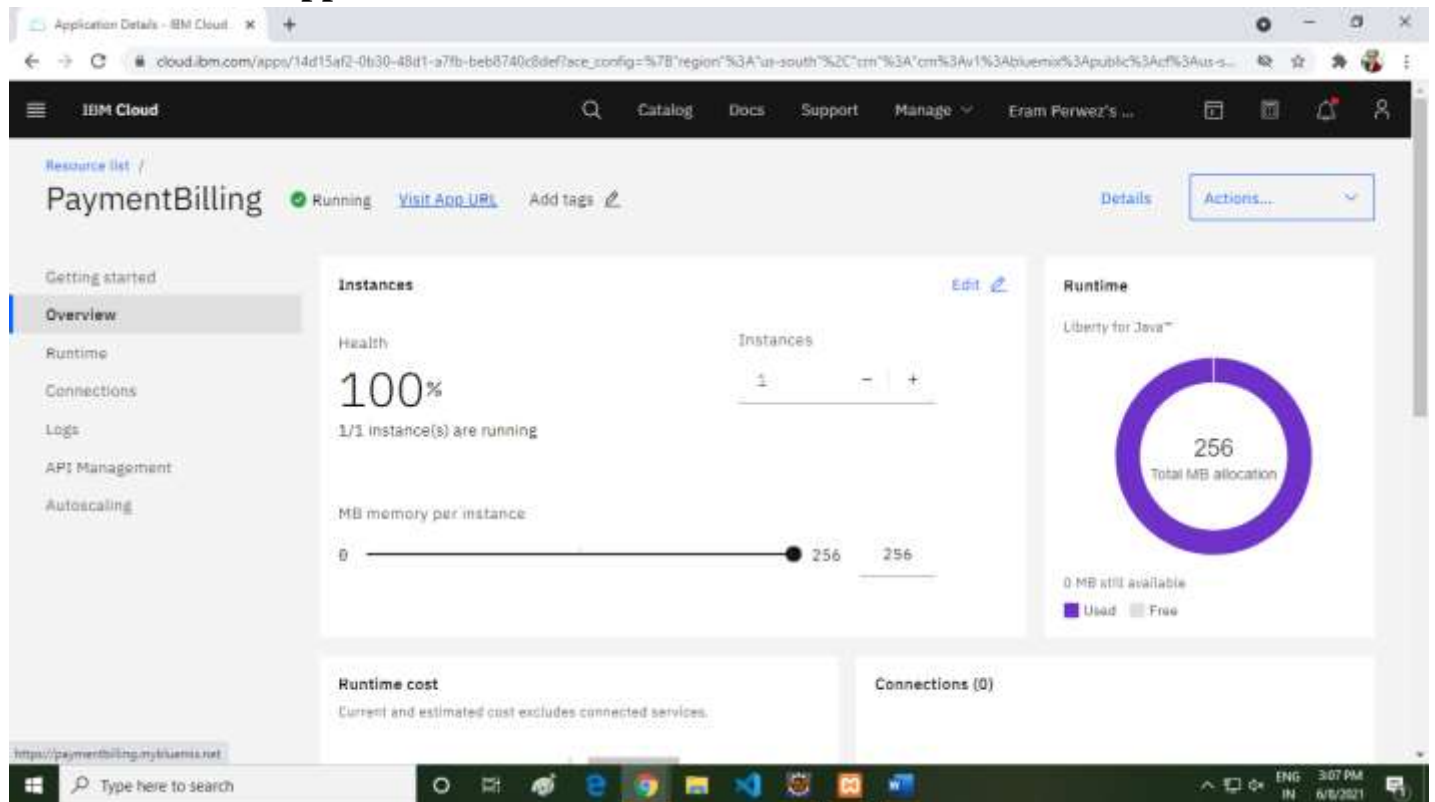 Application Details - IBM Cloud
cloud.ibm.com/apps/14d15af2-0b30-48d1-a7fb-beb8740c8def?ace_config=%7B"region"%3A"us-south"%2C"crn"%3A"crn%3Av1%3Abluemix%3Apublic%3Acf%3Aus-s...
IBM Cloud Catalog Docs Support Manage Eram Perwez's ...
Resource list /
PaymentBilling Running Visit App URL Add tags Details Actions...
Getting started
Overview
Runtime
Connections
Logs
API Management
Autoscaling
Instances Edit
Health
100%
1/1 instance(s) are running
Instances
1 - +
MB memory per instance
0 256 256
Runtime
Liberty for Java™
256
Total MB allocation
0 MB still available
Used Free
Runtime cost
Current and estimated cost excludes connected services.
Connections (0)
https://paymentbilling.mybluemix.net
Type here to search
ENG 3:07 PM
IN 6/8/2021